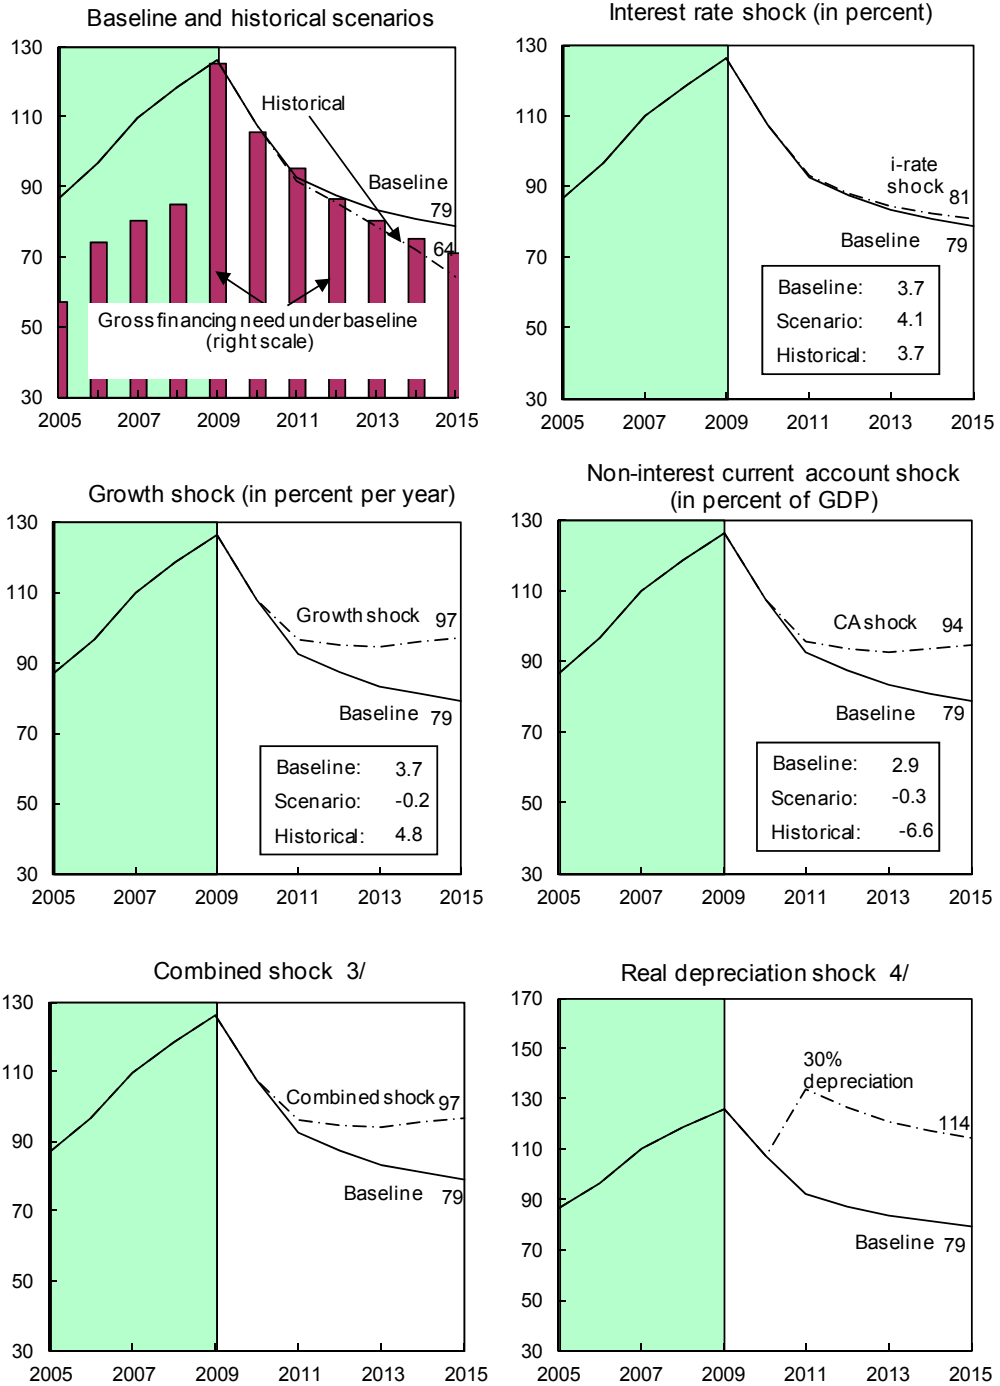 Baseline and historical scenarios
130
110
90
70
50
30
Historical
Baseline
79
64
Gross financing need under baseline
(right scale)
2005 2007 2009 2011 2013 2015
Interest rate shock (in percent)
130
110
90
70
50
30
i-rate
shock
81
Baseline 79
Baseline: 3.7
Scenario: 4.1
Historical: 3.7
2005 2007 2009 2011 2013 2015
Growth shock (in percent per year)
130
110
90
70
50
30
Growth shock 97
Baseline 79
Baseline: 3.7
Scenario: -0.2
Historical: 4.8
2005 2007 2009 2011 2013 2015
Non-interest current account shock
(in percent of GDP)
130
110
90
70
50
30
CA shock 94
Baseline 79
Baseline: 2.9
Scenario: -0.3
Historical: -6.6
2005 2007 2009 2011 2013 2015
Combined shock 3/
130
110
90
70
50
30
Combined shock 97
Baseline 79
2005 2007 2009 2011 2013 2015
Real depreciation shock 4/
170
150
130
110
90
70
50
30
30%
depreciation
114
Baseline 79
2005 2007 2009 2011 2013 2015